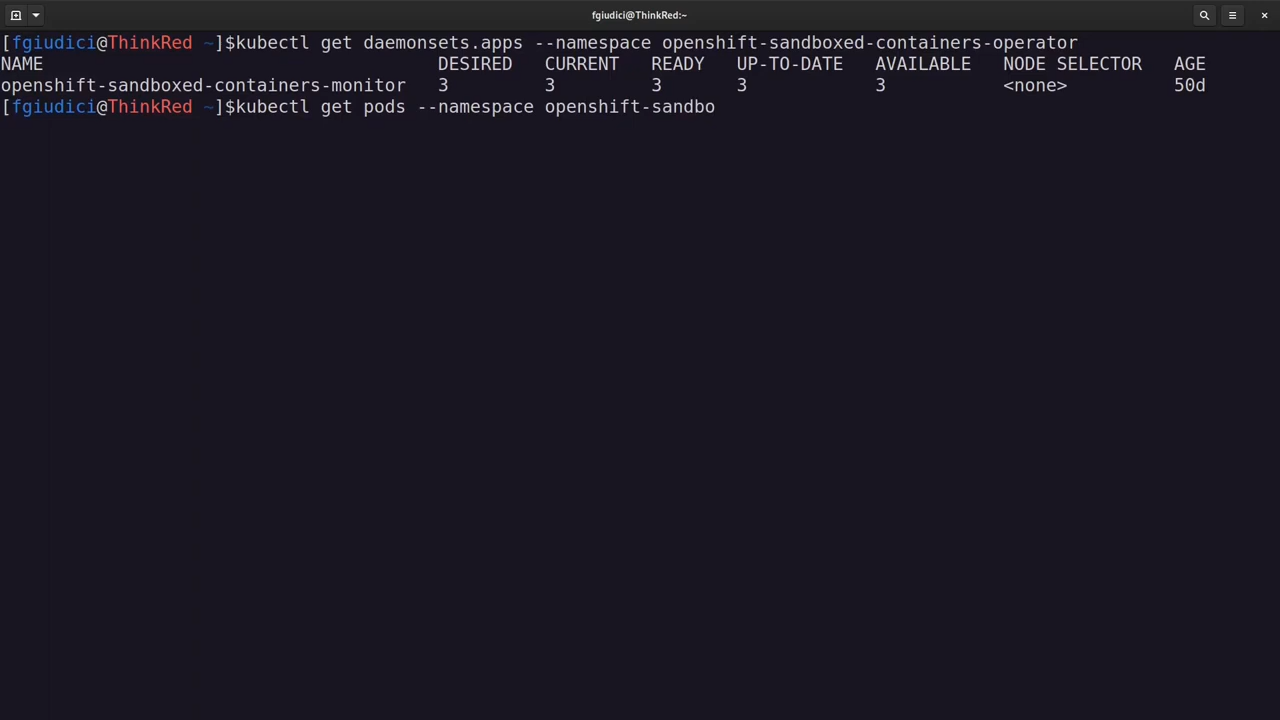 fgiudici@ThinkRed:~
[fgiudici@ThinkRed ~]$kubectl get daemonsets.apps --namespace openshift-sandboxed-containers-operator
NAME DESIRED CURRENT READY UP-TO-DATE AVAILABLE NODE SELECTOR AGE
openshift-sandboxed-containers-monitor 3 3 3 3 3 <none> 50d
[fgiudici@ThinkRed ~]$kubectl get pods --namespace openshift-sandbo